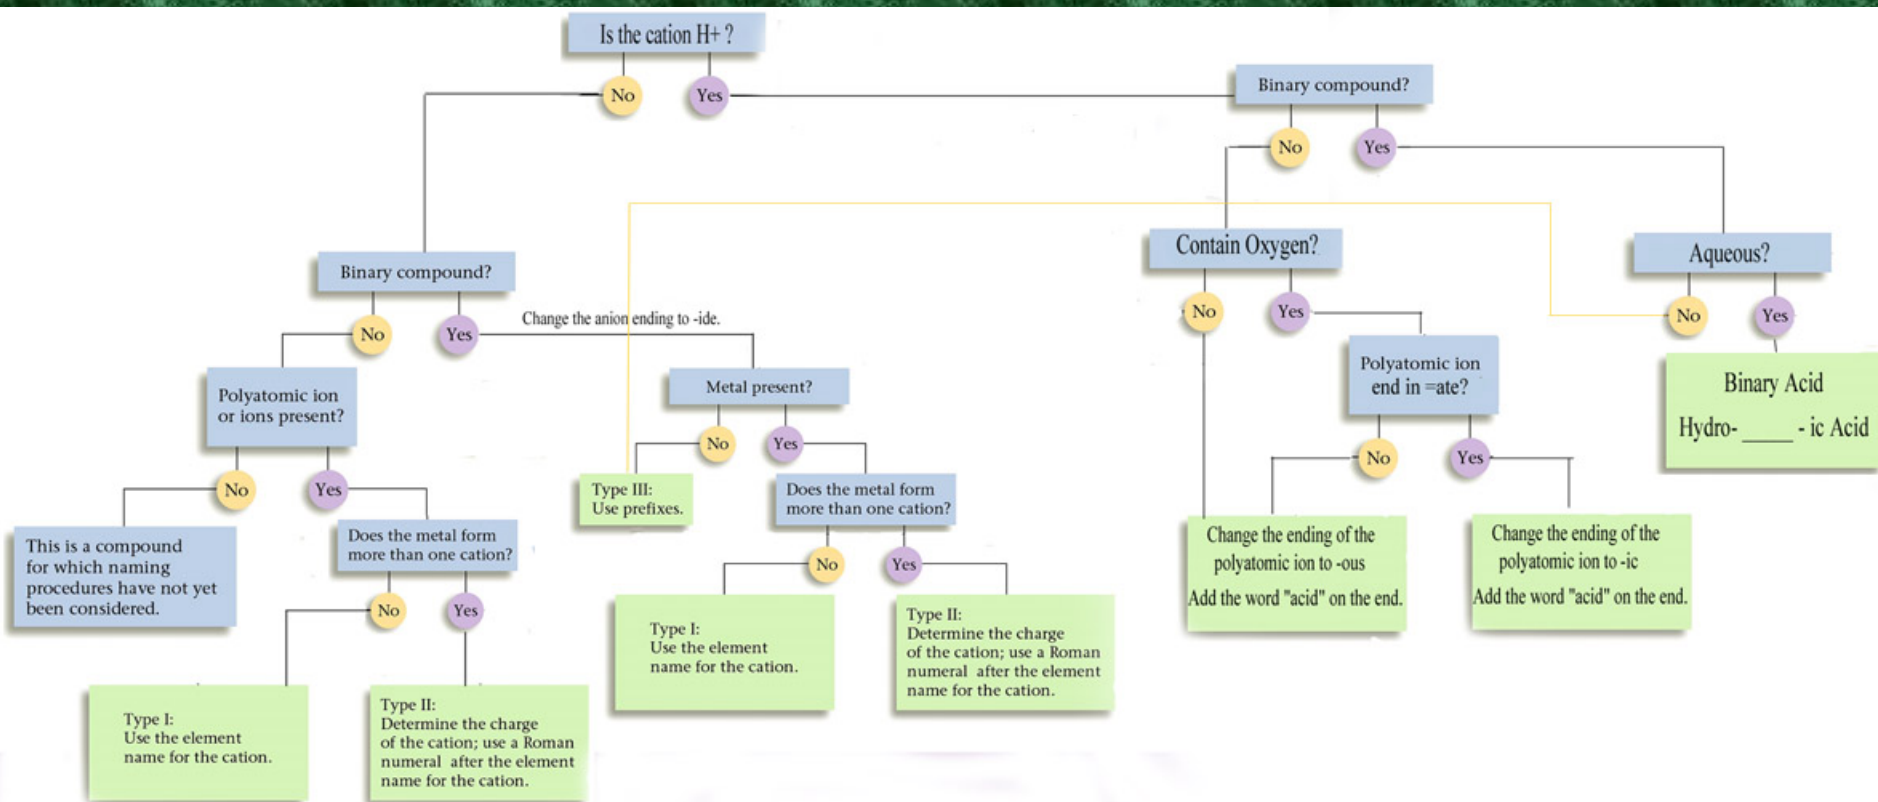 Is the cation H+ ?
No
Yes
Binary compound?
No
Yes
Contain Oxygen?
Aqueous?
Binary compound?
No
Yes
No
Yes
No
Yes
Change the anion ending to -ide.
Polyatomic ion
end in =ate?
Binary Acid
Hydro- _____ - ic Acid
Polyatomic ion
or ions present?
Metal present?
No
Yes
No
Yes
No
Yes
Type III:
Use prefixes.
Does the metal form
more than one cation?
This is a compound
for which naming
procedures have not yet
been considered.
Does the metal form
more than one cation?
Change the ending of the
polyatomic ion to -ous
Add the word "acid" on the end.
Change the ending of the
polyatomic ion to -ic
Add the word "acid" on the end.
No
Yes
No
Yes
Type I:
Use the element
name for the cation.
Type II:
Determine the charge
of the cation; use a Roman
numeral after the element
name for the cation.
Type I:
Use the element
name for the cation.
Type II:
Determine the charge
of the cation; use a Roman
numeral after the element
name for the cation.